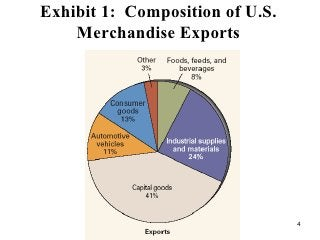 Exhibit 1: Composition of U.S.
Merchandise Exports
Other
3%
Foods, feeds, and
beverages
8%
Consumer
goods
13%
Automotive
vehicles
11%
Industrial supplies
and materials
24%
Capital goods
41%
Exports
4